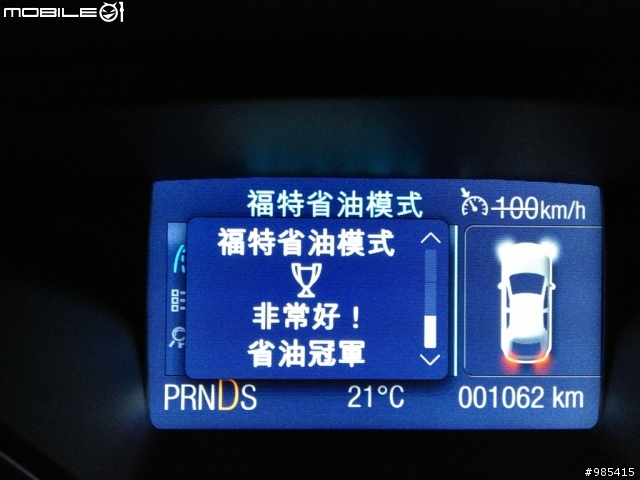 MOBILE01
福特省油模式
100km/h
福特省油模式
非常好！
省油冠軍
PRNDS
21°C
001062 km
#985415